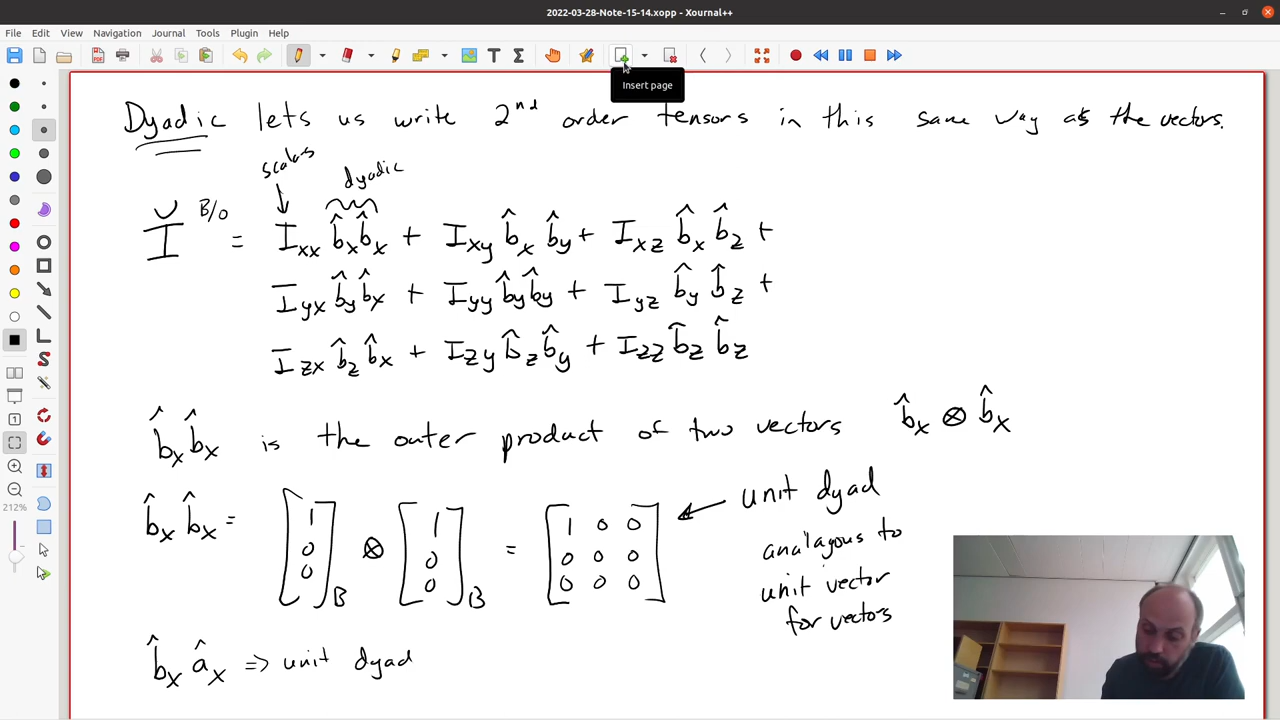 2022-03-28-Note-15-14.xopp - Xournal++
File Edit View Navigation Journal Tools Plugin Help
Insert page
212%
Dyadic lets us write 2nd order tensors in this same way as the vectors.
scalars
dyadic
I B/O = Ixx b̂x b̂x + Ixy b̂x b̂y + Ixz b̂x b̂z +
Iyx b̂y b̂x + Iyy b̂y b̂y + Iyz b̂y b̂z +
Izx b̂z b̂x + Izy b̂z b̂y + Izz b̂z b̂z
b̂x b̂x is the outer product of two vectors b̂x ⊗ b̂x
b̂x b̂x = [1 0 0]B ⊗ [1 0 0]B = [1 0 0
0 0 0
0 0 0]
unit dyad
analagous to
unit vector
for vectors
b̂x âx => unit dyad